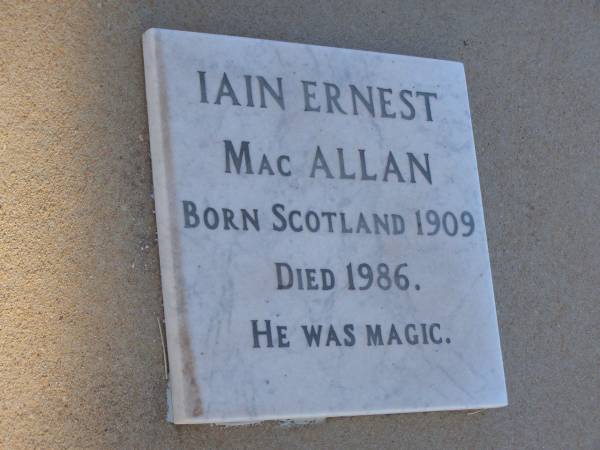 IAIN ERNEST
MAC ALLAN
BORN SCOTLAND 1909
DIED 1986.
HE WAS MAGIC.